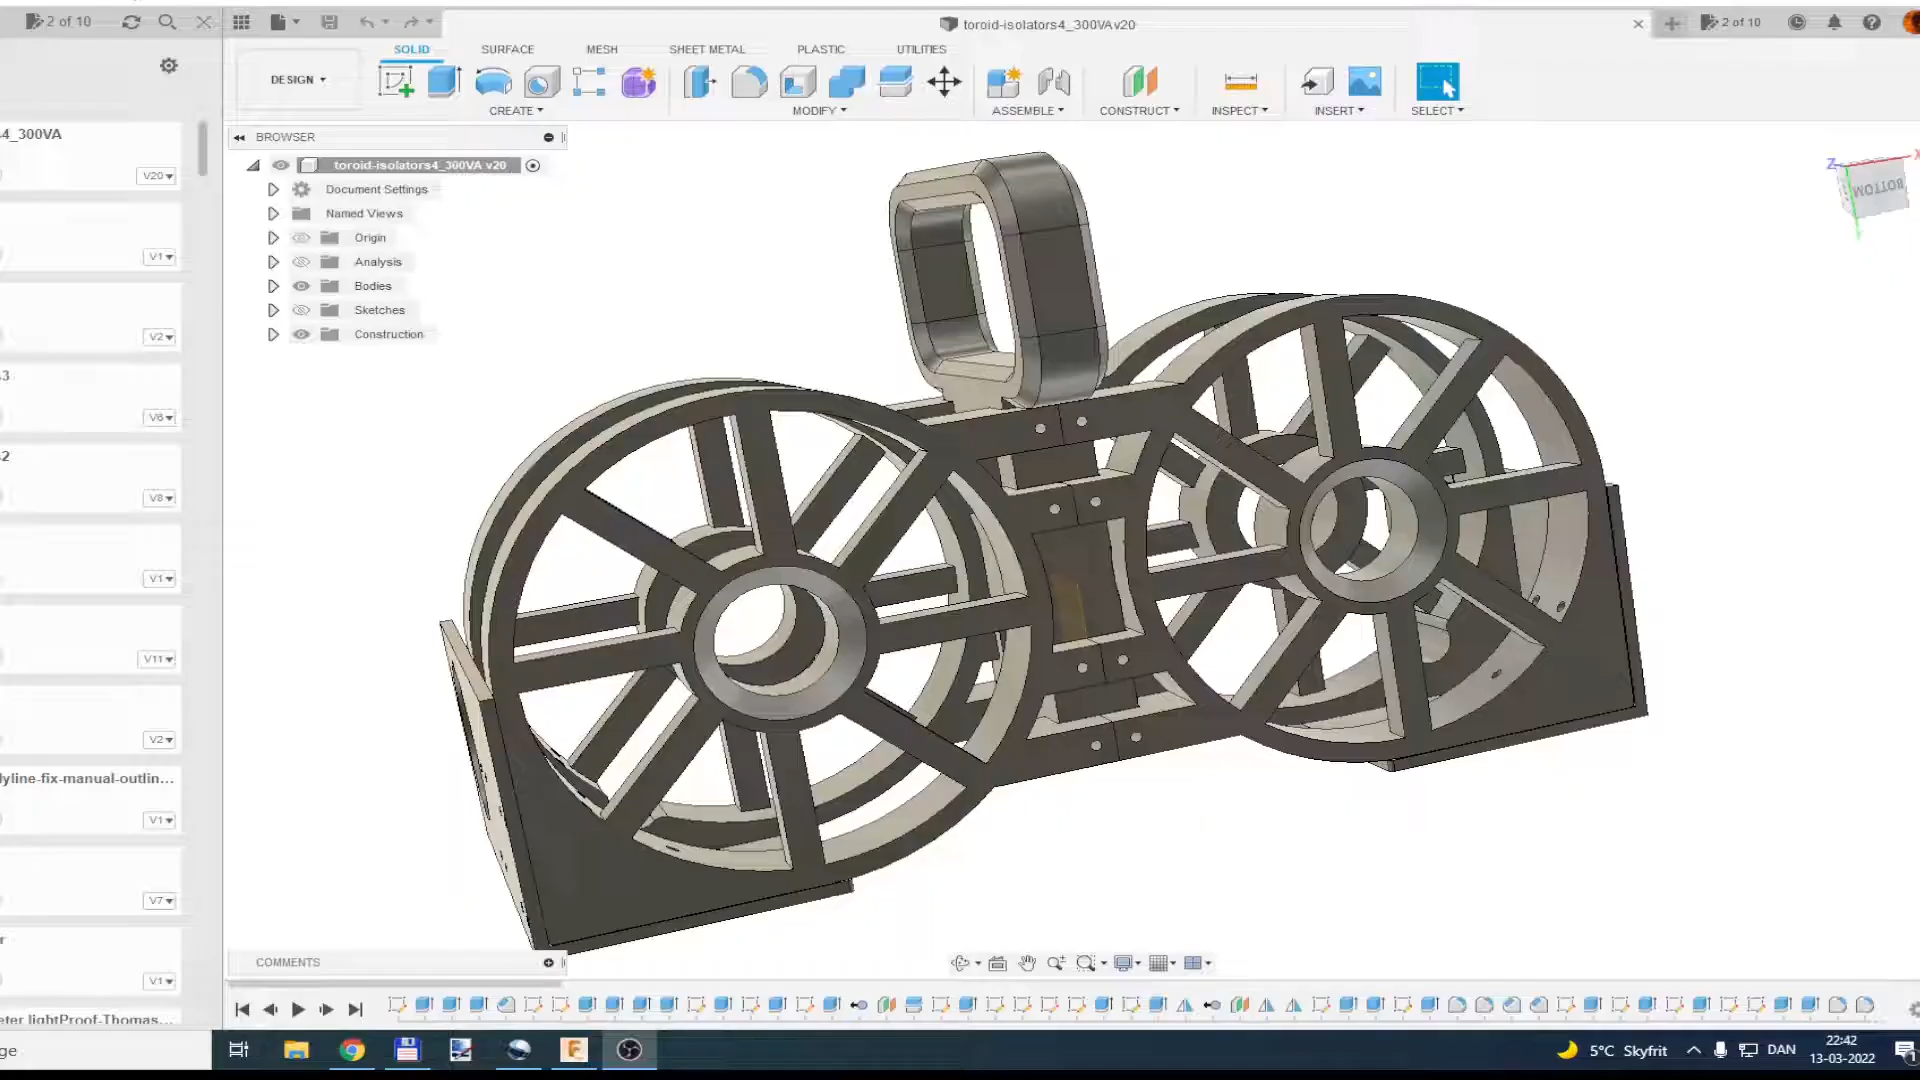 2 of 10
toroid-isolators4_300VA v20
2 of 10
SOLID
SURFACE
MESH
SHEET METAL
PLASTIC
UTILITIES
DESIGN
CREATE
MODIFY
ASSEMBLE
CONSTRUCT
INSPECT
INSERT
SELECT
BROWSER
toroid-isolators4_300VA v20
Document Settings
Named Views
Origin
Analysis
Bodies
Sketches
Construction
4_300VA
V20
V1
V2
3
V6
2
V8
V1
V11
V2
lyline-fix-manual-outlin...
V1
V7
r
V1
eter lightProof-Thomas...
Z
X
BOTTOM
COMMENTS
ge
5°C Skyfrit
DAN
22:42
13-03-2022
1